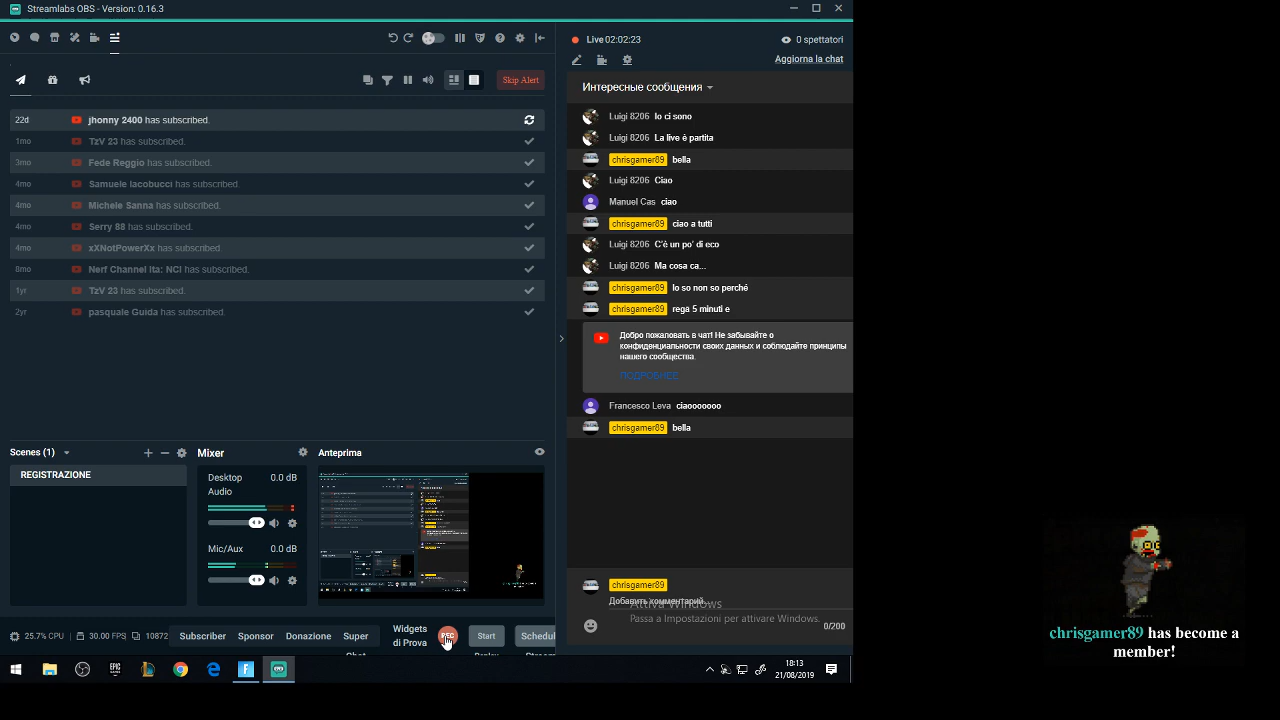 Streamlabs OBS - Version: 0.16.3
Skip Alert
22d jhonny 2400 has subscribed.
1mo TzV 23 has subscribed.
3mo Fede Reggio has subscribed.
4mo Samuele Iacobucci has subscribed.
4mo Michele Sanna has subscribed.
4mo Serry 88 has subscribed.
4mo xXNotPowerXx has subscribed.
8mo Nerf Channel Ita: NCI has subscribed.
1yr TzV 23 has subscribed.
2yr pasquale Guida has subscribed.
Scenes (1)
REGISTRAZIONE
Mixer
Desktop Audio 0.0 dB
Mic/Aux 0.0 dB
Anteprima
25.7% CPU 30.00 FPS 10872
Subscriber Sponsor Donazione Super
Widgets di Prova
REC
Start
Schedul
Live 02:02:23 0 spettatori
Aggiorna la chat
Интересные сообщения
Luigi 8206 Io ci sono
Luigi 8206 La live è partita
chrisgamer89 bella
Luigi 8206 Ciao
Manuel Cas ciao
chrisgamer89 ciao a tutti
Luigi 8206 C'è un po' di eco
Luigi 8206 Ma cosa ca...
chrisgamer89 lo so non so perché
chrisgamer89 rega 5 minuti e
Добро пожаловать в чат! Не забывайте о
конфиденциальности своих данных и соблюдайте принципы
нашего сообщества.
ПОДРОБНЕЕ
Francesco Leva ciaooooooo
chrisgamer89 bella
chrisgamer89
Добавить комментарий...
Attiva Windows
Passa a Impostazioni per attivare Windows.
0/200
EPIC
18:13
21/08/2019
chrisgamer89 has become a
member!